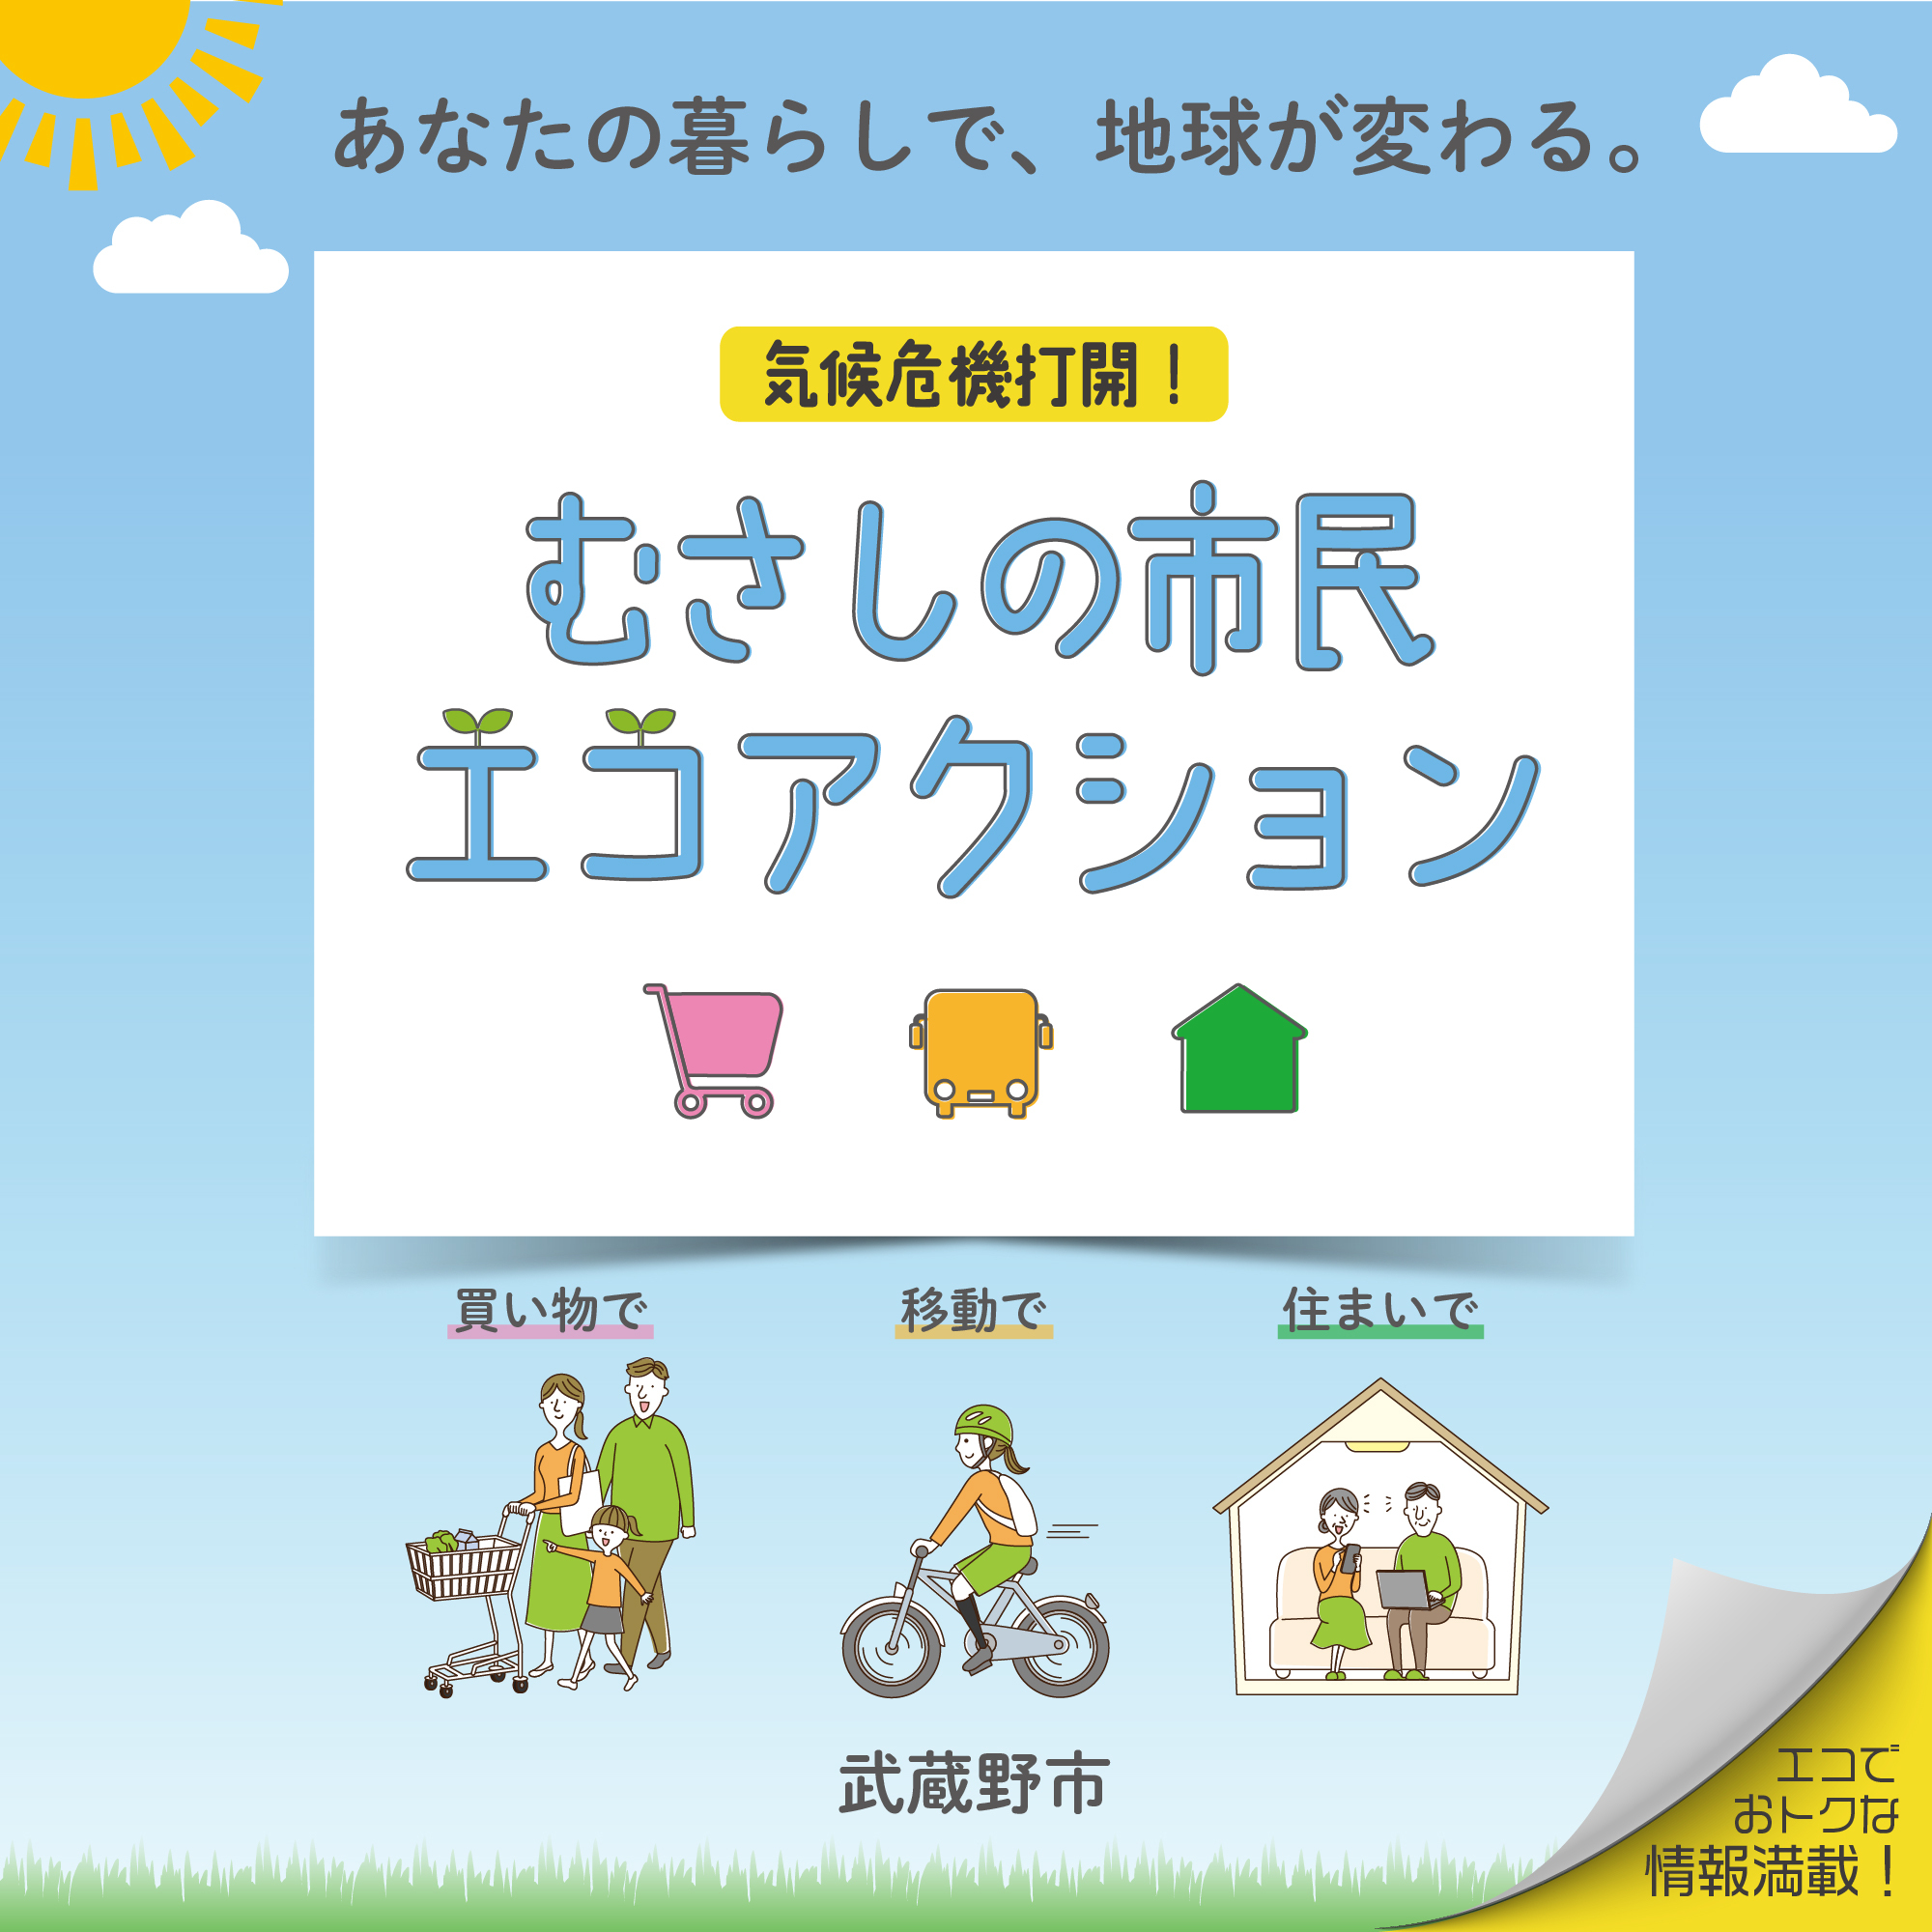 あなたの暮らしで、地球が変わる。
気候危機打開！
むさしの市民
エコアクション
買い物で
移動で
住まいで
武蔵野市
エコで
おトクな
情報満載！